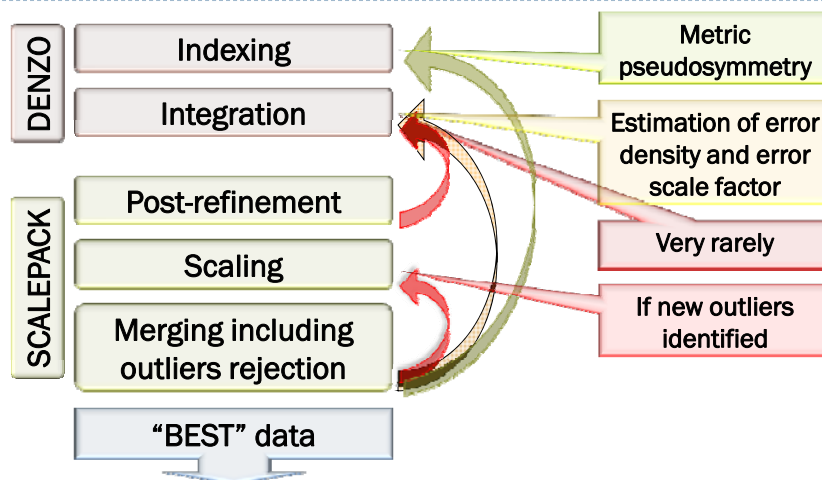 DENZO
Indexing
Integration
SCALEPACK
Post-refinement
Scaling
Merging including
outliers rejection
“BEST” data
Metric
pseudosymmetry
Estimation of error
density and error
scale factor
Very rarely
If new outliers
identified